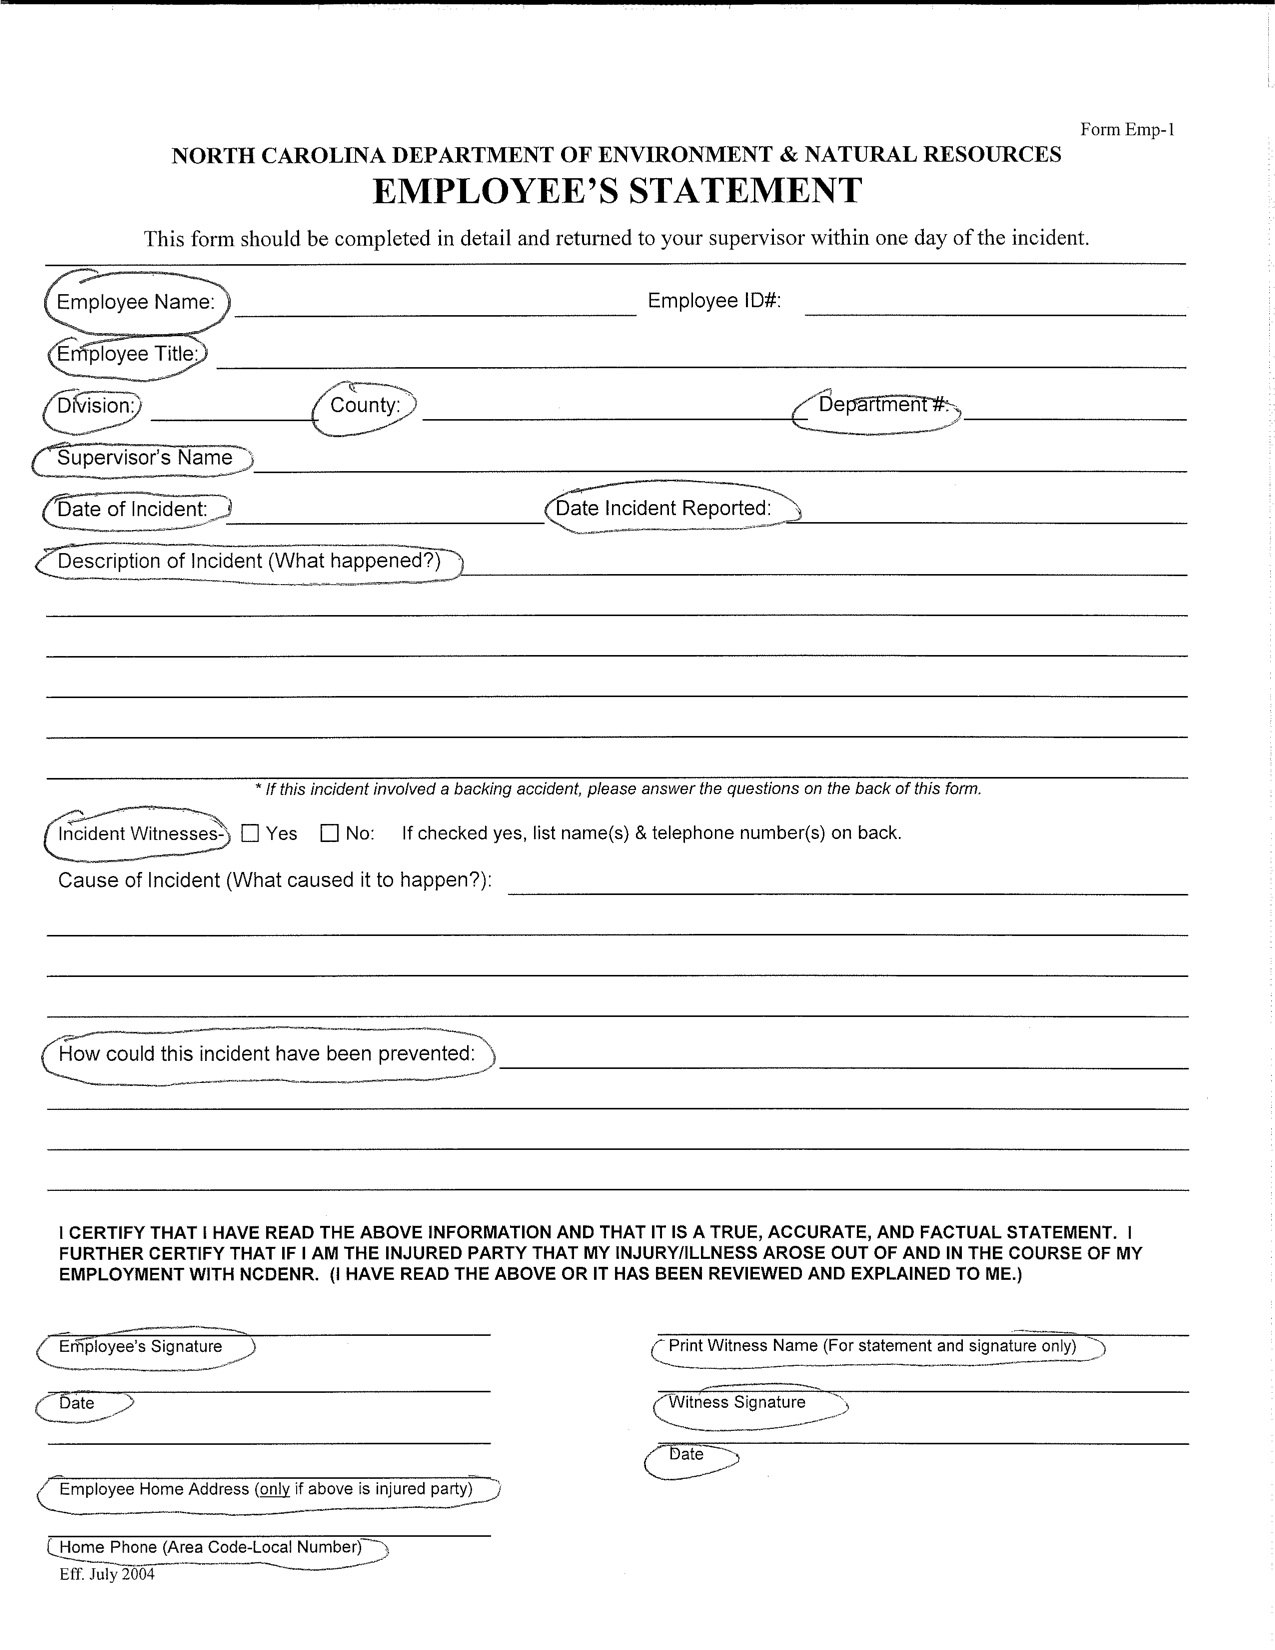 Form Emp-1
NORTH CAROLINA DEPARTMENT OF ENVIRONMENT & NATURAL RESOURCES
EMPLOYEE'S STATEMENT
This form should be completed in detail and returned to your supervisor within one day of the incident.
Employee Name: Employee ID#:
Employee Title:
Division: County: Department #:
Supervisor's Name
Date of Incident: Date Incident Reported:
Description of Incident (What happened?)
* If this incident involved a backing accident, please answer the questions on the back of this form.
Incident Witnesses- ☐ Yes ☐ No: If checked yes, list name(s) & telephone number(s) on back.
Cause of Incident (What caused it to happen?):
How could this incident have been prevented:
I CERTIFY THAT I HAVE READ THE ABOVE INFORMATION AND THAT IT IS A TRUE, ACCURATE, AND FACTUAL STATEMENT. I
FURTHER CERTIFY THAT IF I AM THE INJURED PARTY THAT MY INJURY/ILLNESS AROSE OUT OF AND IN THE COURSE OF MY
EMPLOYMENT WITH NCDENR. (I HAVE READ THE ABOVE OR IT HAS BEEN REVIEWED AND EXPLAINED TO ME.)
Employee's Signature Print Witness Name (For statement and signature only)
Date Witness Signature
Date
Employee Home Address (only if above is injured party)
Home Phone (Area Code-Local Number)
Eff. July 2004